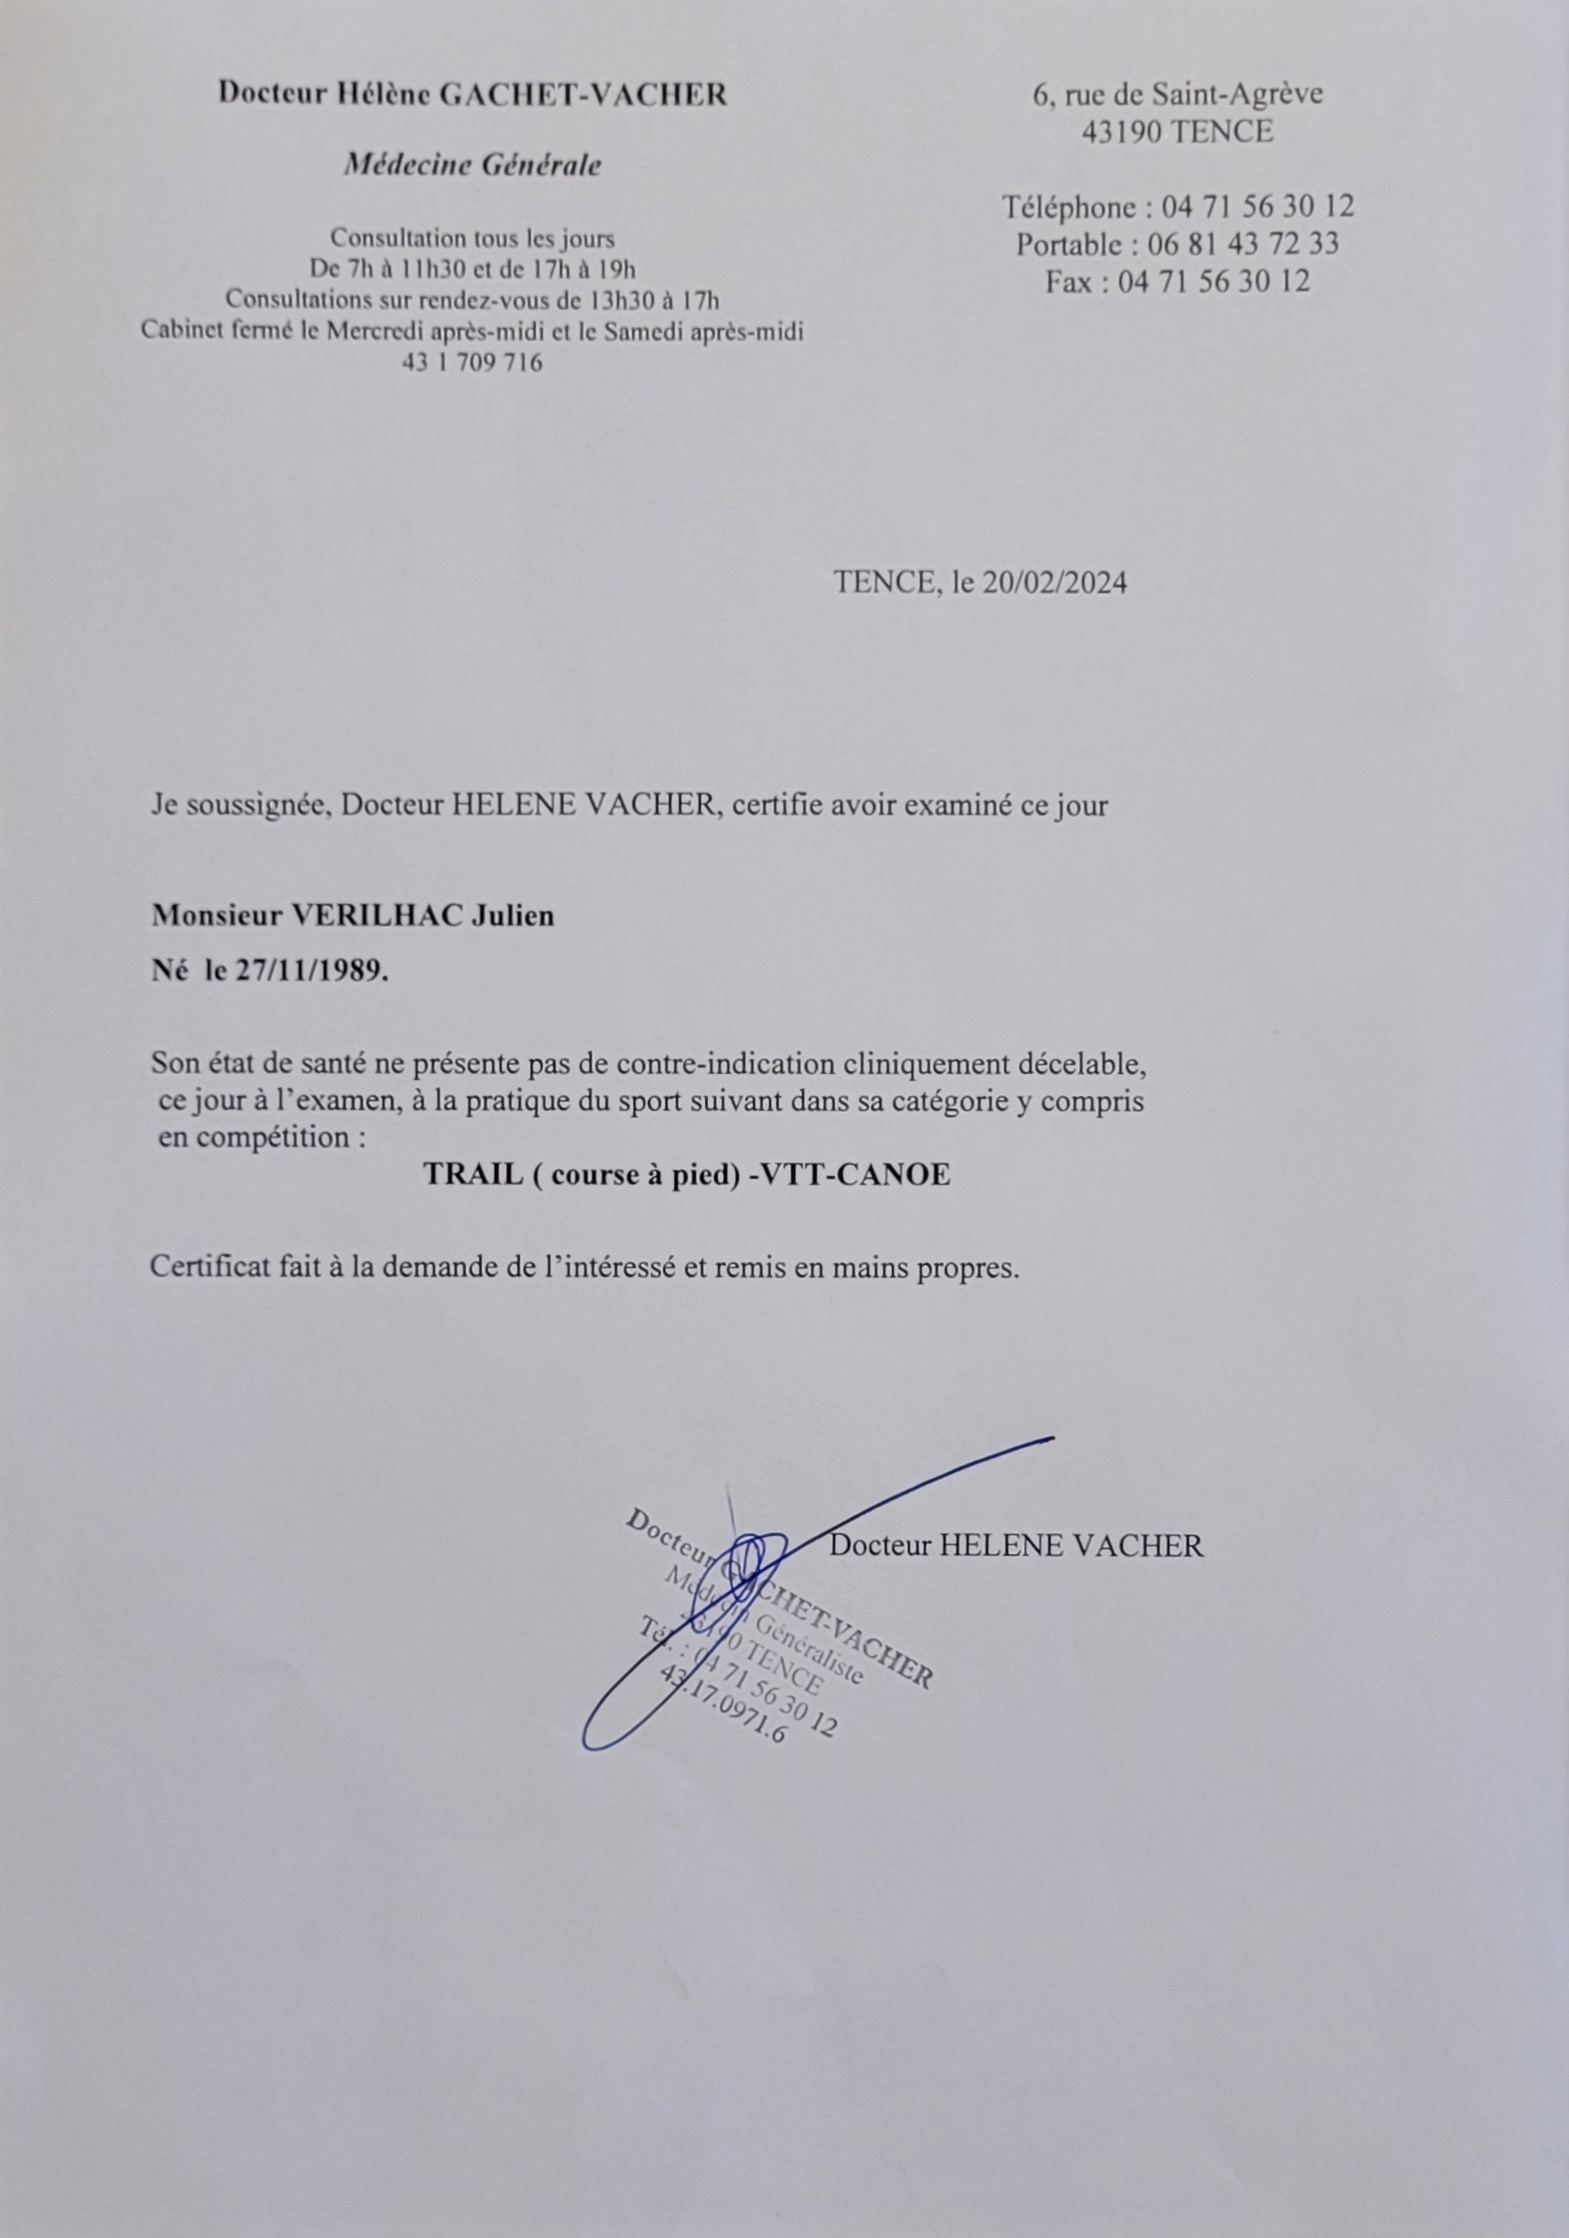 Docteur Hélène GACHET-VACHER
Médecine Générale
Consultation tous les jours
De 7h à 11h30 et de 17h à 19h
Consultations sur rendez-vous de 13h30 à 17h
Cabinet fermé le Mercredi après-midi et le Samedi après-midi
43 1 709 716
6, rue de Saint-Agrève
43190 TENCE
Téléphone : 04 71 56 30 12
Portable : 06 81 43 72 33
Fax : 04 71 56 30 12
TENCE, le 20/02/2024
Je soussignée, Docteur HELENE VACHER, certifie avoir examiné ce jour
Monsieur VERILHAC Julien
Né le 27/11/1989.
Son état de santé ne présente pas de contre-indication cliniquement décelable,
ce jour à l'examen, à la pratique du sport suivant dans sa catégorie y compris
en compétition :
TRAIL ( course à pied) -VTT-CANOE
Certificat fait à la demande de l'intéressé et remis en mains propres.
Docteur HELENE VACHER
Docteur GACHET-VACHER
Médecin Généraliste
43190 TENCE
Tél. : 04 71 56 30 12
43.17.0971.6